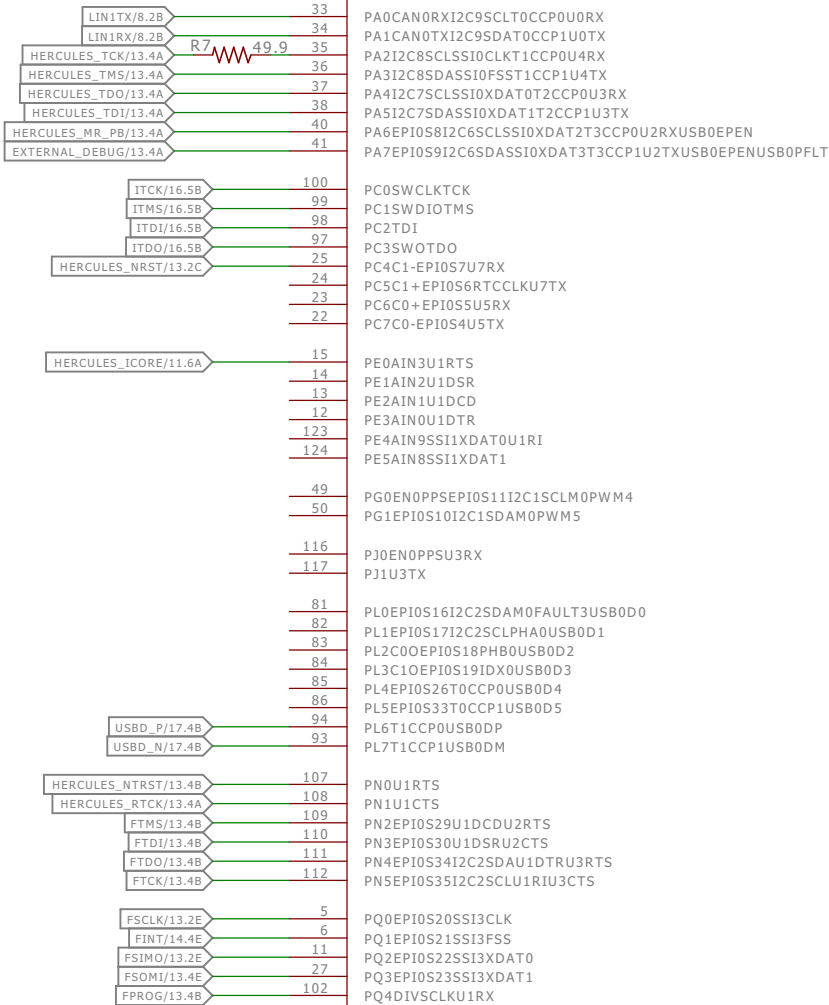 LIN1TX/8.2B 33 PA0CAN0RXI2C9SCLT0CCP0U0RX
LIN1RX/8.2B 34 PA1CAN0TXI2C9SDAT0CCP1U0TX
HERCULES_TCK/13.4A R7 49.9 35 PA2I2C8SCLSSI0CLKT1CCP0U4RX
HERCULES_TMS/13.4A 36 PA3I2C8SDASSI0FSST1CCP1U4TX
HERCULES_TDO/13.4A 37 PA4I2C7SCLSSI0XDAT0T2CCP0U3RX
HERCULES_TDI/13.4A 38 PA5I2C7SDASSI0XDAT1T2CCP1U3TX
HERCULES_MR_PB/13.4A 40 PA6EPI0S8I2C6SCLSSI0XDAT2T3CCP0U2RXUSB0EPEN
EXTERNAL_DEBUG/13.4A 41 PA7EPI0S9I2C6SDASSI0XDAT3T3CCP1U2TXUSB0EPENUSB0PFLT
ITCK/16.5B 100 PC0SWCLKTCK
ITMS/16.5B 99 PC1SWDIOTMS
ITDI/16.5B 98 PC2TDI
ITDO/16.5B 97 PC3SWOTDO
HERCULES_NRST/13.2C 25 PC4C1-EPI0S7U7RX
24 PC5C1+EPI0S6RTCCLKU7TX
23 PC6C0+EPI0S5U5RX
22 PC7C0-EPI0S4U5TX
HERCULES_ICORE/11.6A 15 PE0AIN3U1RTS
14 PE1AIN2U1DSR
13 PE2AIN1U1DCD
12 PE3AIN0U1DTR
123 PE4AIN9SSI1XDAT0U1RI
124 PE5AIN8SSI1XDAT1
49 PG0EN0PPSEPI0S11I2C1SCLM0PWM4
50 PG1EPI0S10I2C1SDAM0PWM5
116 PJ0EN0PPSU3RX
117 PJ1U3TX
81 PL0EPI0S16I2C2SDAM0FAULT3USB0D0
82 PL1EPI0S17I2C2SCLPHA0USB0D1
83 PL2C0OEPI0S18PHB0USB0D2
84 PL3C1OEPI0S19IDX0USB0D3
85 PL4EPI0S26T0CCP0USB0D4
86 PL5EPI0S33T0CCP1USB0D5
USBD_P/17.4B 94 PL6T1CCP0USB0DP
USBD_N/17.4B 93 PL7T1CCP1USB0DM
HERCULES_NTRST/13.4B 107 PN0U1RTS
HERCULES_RTCK/13.4A 108 PN1U1CTS
FTMS/13.4B 109 PN2EPI0S29U1DCDU2RTS
FTDI/13.4B 110 PN3EPI0S30U1DSRU2CTS
FTDO/13.4B 111 PN4EPI0S34I2C2SDAU1DTRU3RTS
FTCK/13.4B 112 PN5EPI0S35I2C2SCLU1RIU3CTS
FSCLK/13.2E 5 PQ0EPI0S20SSI3CLK
FINT/14.4E 6 PQ1EPI0S21SSI3FSS
FSIMO/13.2E 11 PQ2EPI0S22SSI3XDAT0
FSOMI/13.4E 27 PQ3EPI0S23SSI3XDAT1
FPROG/13.4B 102 PQ4DIVSCLKU1RX